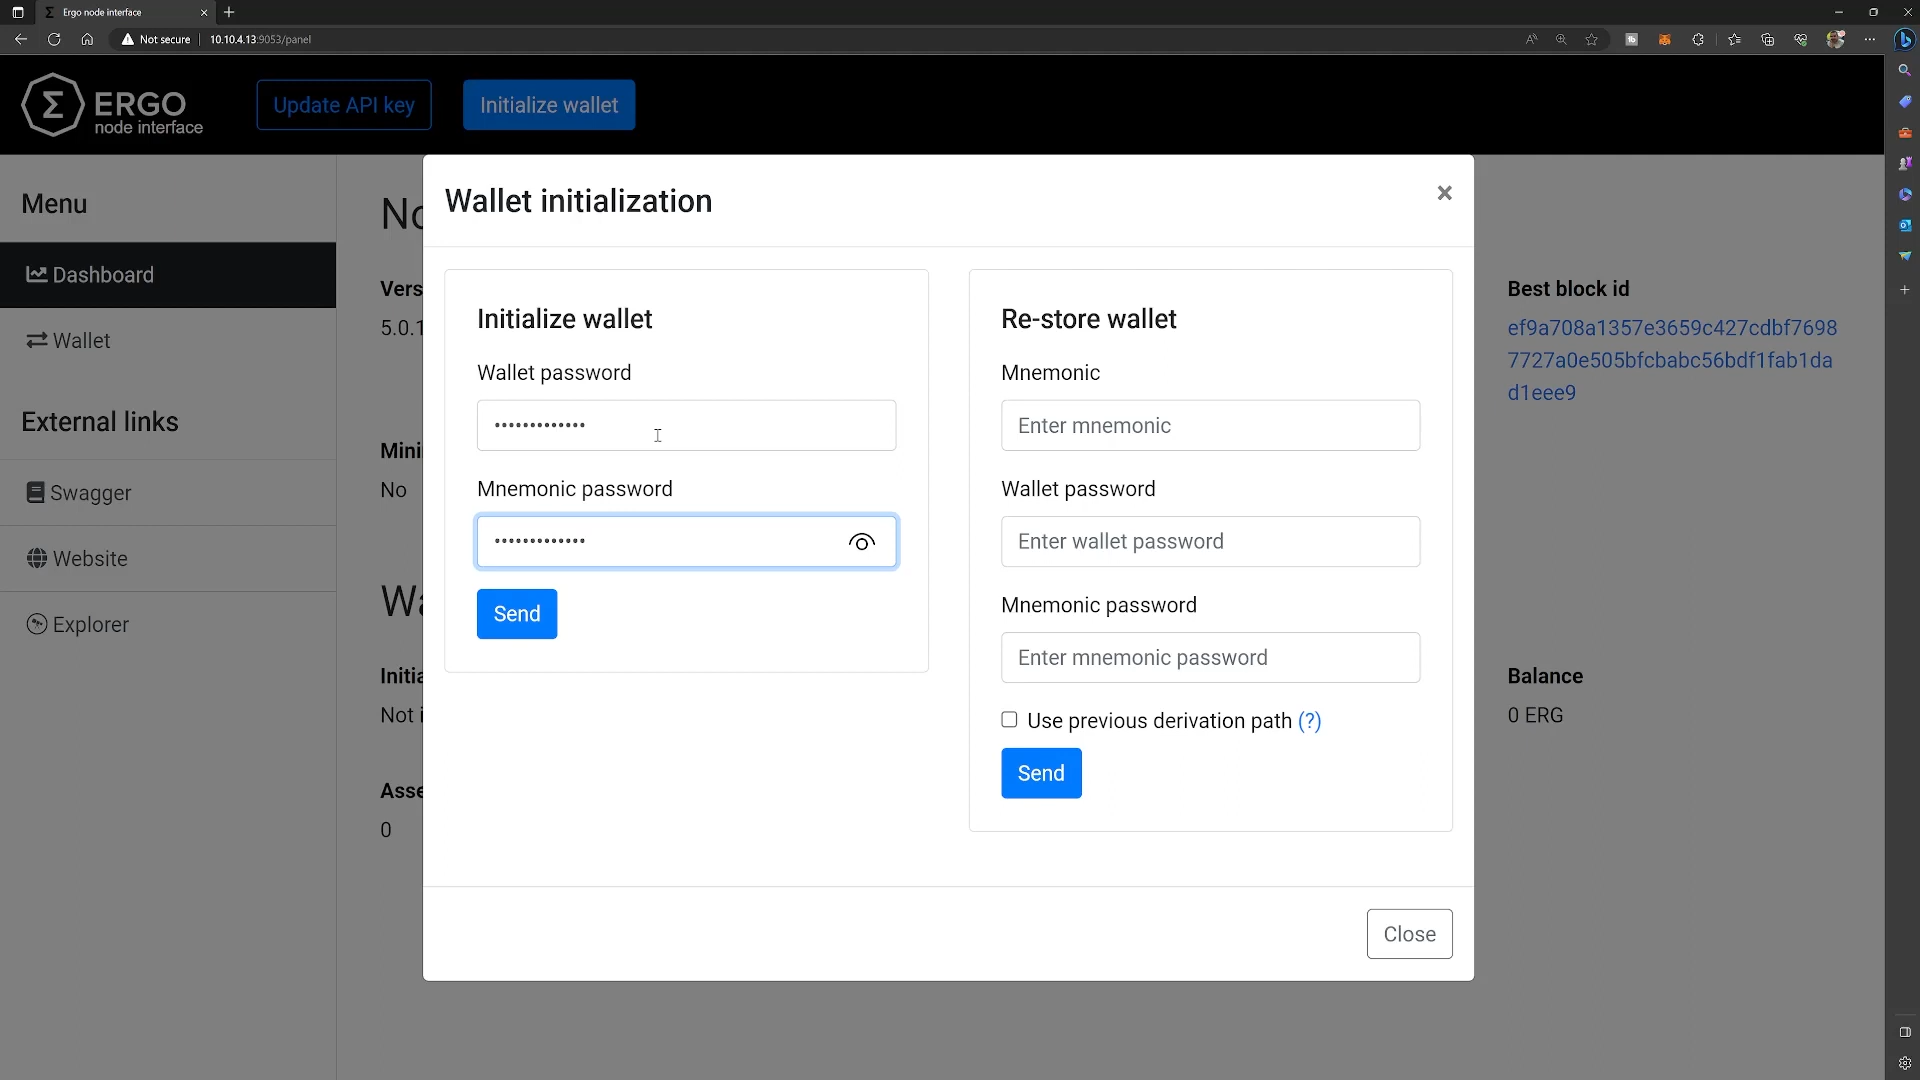 Ergo node interface
Not secure
10.10.4.13:9053/panel
ERGO
node interface
Update API key
Initialize wallet
Menu
Dashboard
Wallet
External links
Swagger
Website
Explorer
Wallet initialization
×
Initialize wallet
Wallet password
•••••••••••••
Mnemonic password
•••••••••••••
Send
Re-store wallet
Mnemonic
Enter mnemonic
Wallet password
Enter wallet password
Mnemonic password
Enter mnemonic password
Use previous derivation path (?)
Send
Close
No
Vers
5.0.1
Mini
No
Wa
Initia
Not i
Asse
0
Best block id
ef9a708a1357e3659c427cdbf7698
7727a0e505bfcbabc56bdf1fab1da
d1eee9
Balance
0 ERG